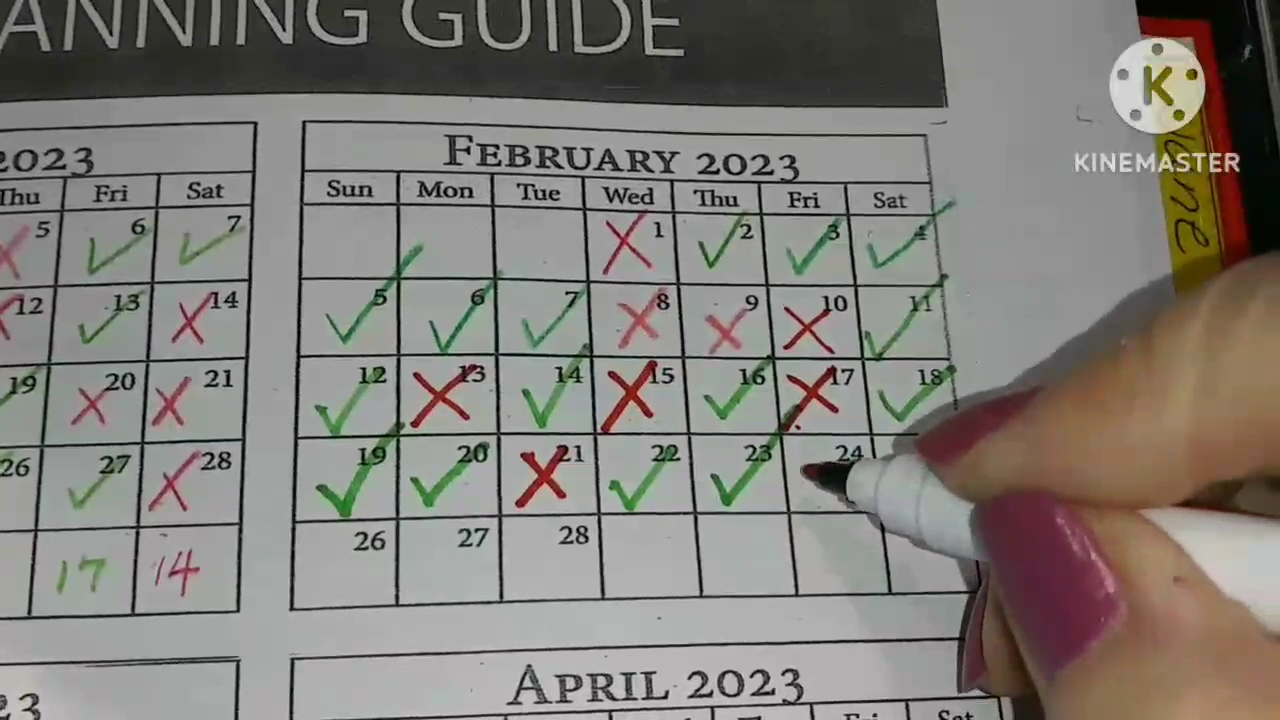 ANNING GUIDE
KINEMASTER
2023
Thu Fri Sat
5 6 7
12 13 14
19 20 21
26 27 28
17 14
FEBRUARY 2023
Sun Mon Tue Wed Thu Fri Sat
1 2 3 4
5 6 7 8 9 10 11
12 13 14 15 16 17 18
19 20 21 22 23 24
26 27 28
23
APRIL 2023
Fri Sat